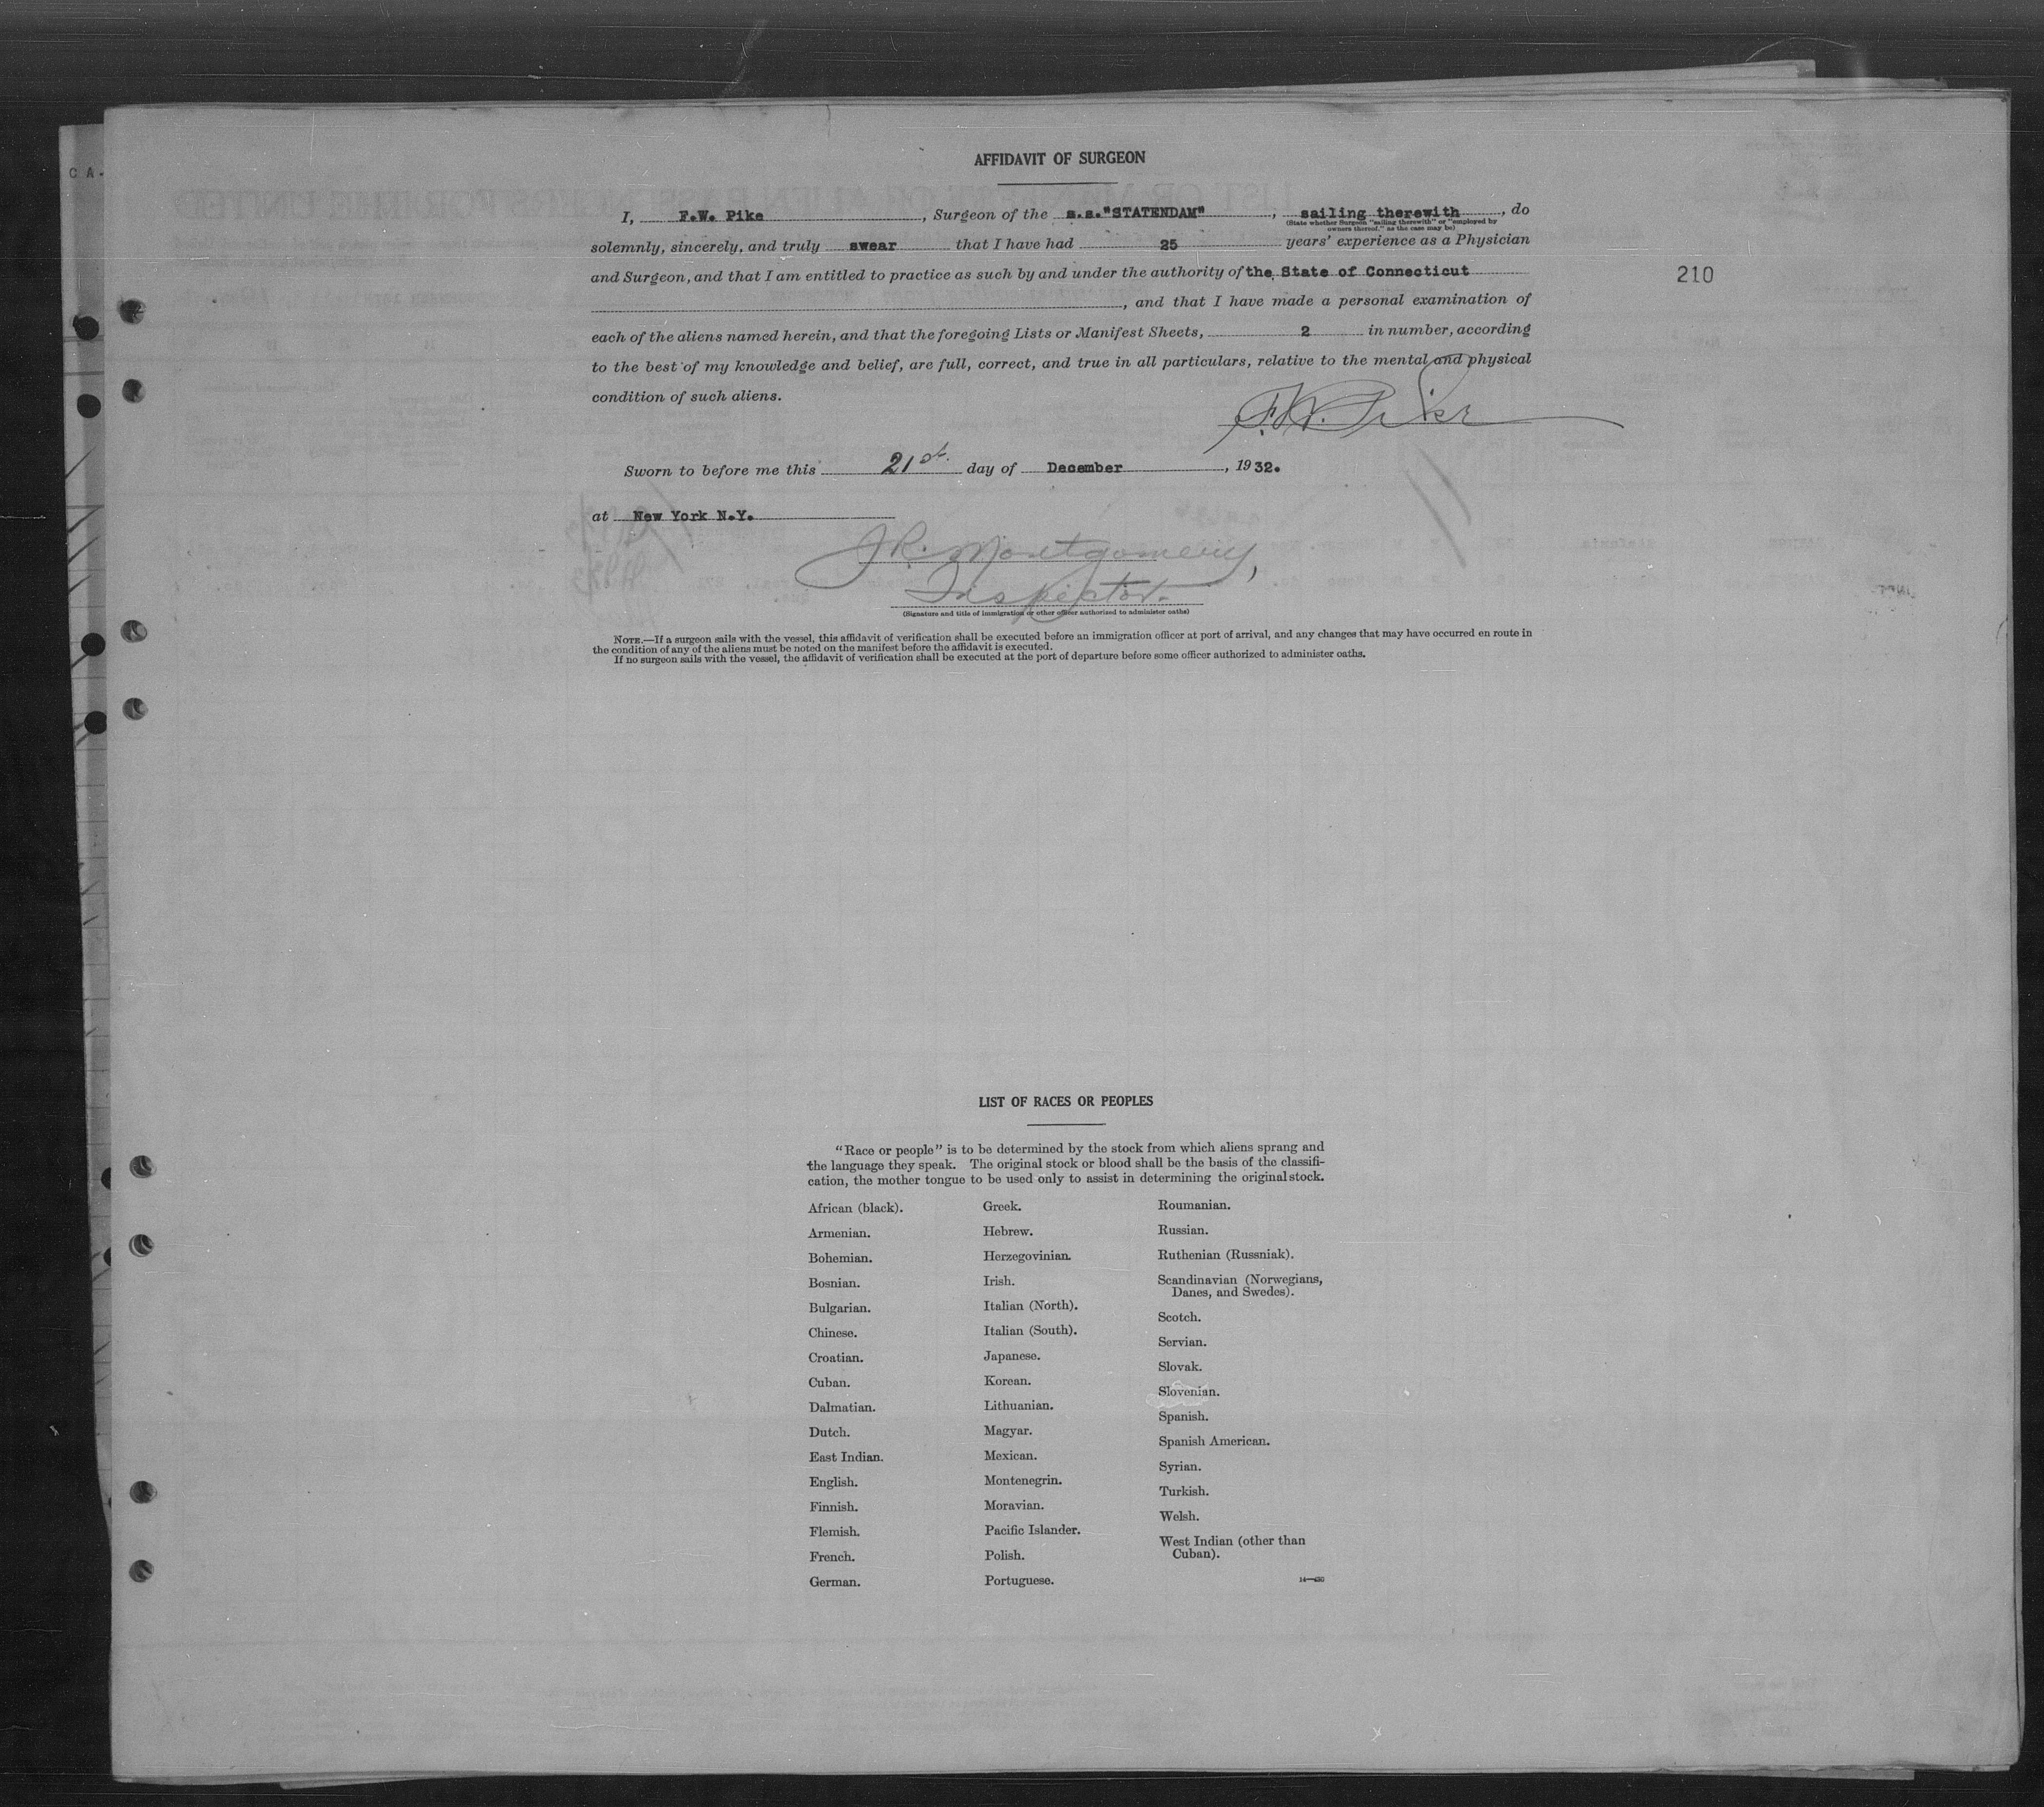 C A.
AFFIDAVIT OF SURGEON
I, F.W. Pike, Surgeon of the s.s."STATENDAM", sailing therewith, do
(State whether Surgeon "sailing therewith" or "employed by
owners thereof," as the case may be)
solemnly, sincerely, and truly swear that I have had 25 years' experience as a Physician
and Surgeon, and that I am entitled to practice as such by and under the authority of the State of Connecticut
210
, and that I have made a personal examination of
each of the aliens named herein, and that the foregoing Lists or Manifest Sheets, 2 in number, according
to the best of my knowledge and belief, are full, correct, and true in all particulars, relative to the mental and physical
condition of such aliens.
F.W. Pike
Sworn to before me this 21st. day of December, 1932.
at New York N.Y.
J.R. Montgomery,
Inspector.
(Signature and title of immigration or other officer authorized to administer oaths)
NOTE.—If a surgeon sails with the vessel, this affidavit of verification shall be executed before an immigration officer at port of arrival, and any changes that may have occurred en route in
the condition of any of the aliens must be noted on the manifest before the affidavit is executed.
If no surgeon sails with the vessel, the affidavit of verification shall be executed at the port of departure before some officer authorized to administer oaths.
LIST OF RACES OR PEOPLES
"Race or people" is to be determined by the stock from which aliens sprang and
the language they speak. The original stock or blood shall be the basis of the classifi-
cation, the mother tongue to be used only to assist in determining the original stock.
African (black).
Armenian.
Bohemian.
Bosnian.
Bulgarian.
Chinese.
Croatian.
Cuban.
Dalmatian.
Dutch.
East Indian.
English.
Finnish.
Flemish.
French.
German.
Greek.
Hebrew.
Herzegovinian.
Irish.
Italian (North).
Italian (South).
Japanese.
Korean.
Lithuanian.
Magyar.
Mexican.
Montenegrin.
Moravian.
Pacific Islander.
Polish.
Portuguese.
Roumanian.
Russian.
Ruthenian (Russniak).
Scandinavian (Norwegians,
Danes, and Swedes).
Scotch.
Servian.
Slovak.
Slovenian.
Spanish.
Spanish American.
Syrian.
Turkish.
Welsh.
West Indian (other than
Cuban).